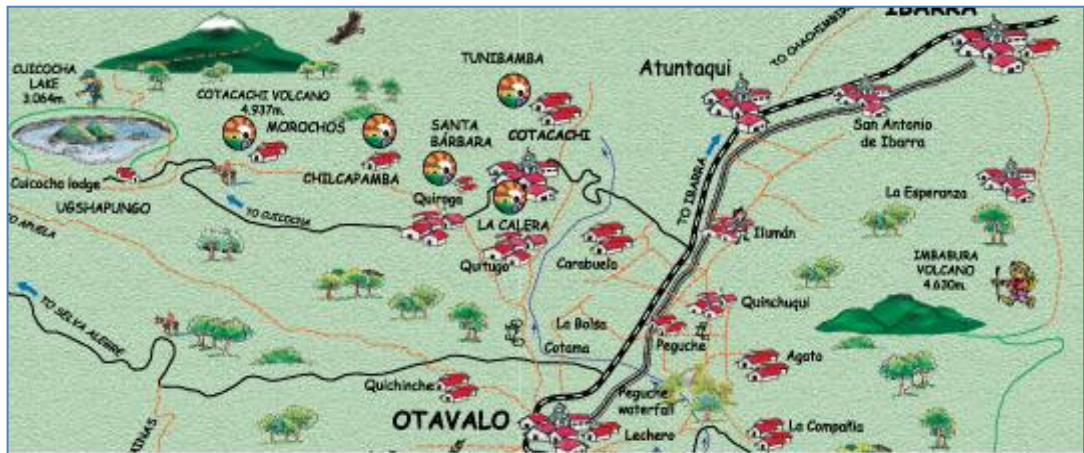 IBARRA
TO CHACHIMBIRO
CUICOCHA
LAKE
3.064m.
COTACACHI VOLCANO
4.937m.
TUNIBAMBA
Atuntaqui
MOROCHOS
SANTA
BÁRBARA
COTACACHI
San Antonio
de Ibarra
CHILCAPAMBA
Cuicocha lodge
UGSHAPUNGO
TO CUICOCHA
Quiroga
LA CALERA
TO IBARRA
La Esperanza
TO APUELA
Quitugo
Carabuela
Ilumán
IMBABURA
VOLCANO
4.630m.
TO SELVA ALEGRE
Quinchuqui
La Bolsa
Cotama
Peguche
Agato
Quichinche
Peguche
waterfall
OTAVALO
Lechero
La Compañía